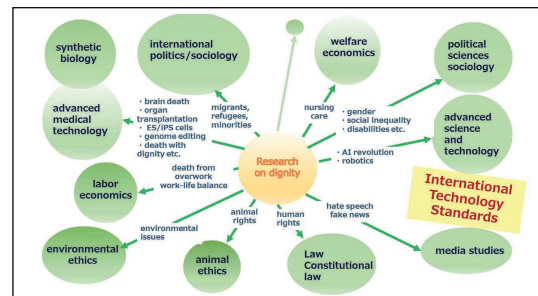 synthetic
biology
international
politics/sociology
welfare
economics
political
sciences
sociology
advanced
medical
technology
・brain death
・organ
transplantation
・ES/iPS cells
・genome editing
・death with
dignity etc.
migrants,
refugees,
minorities
nursing
care
・gender
・social inequality
・disabilities etc.
advanced
science
and
technology
・AI revolution
・robotics
Research
on dignity
labor
economics
death from
overwork
work-life balance
International
Technology
Standards
environmental
ethics
environmental
issues
animal
rights
animal
ethics
human
rights
Law
Constitutional
law
hate speech
fake news
media studies